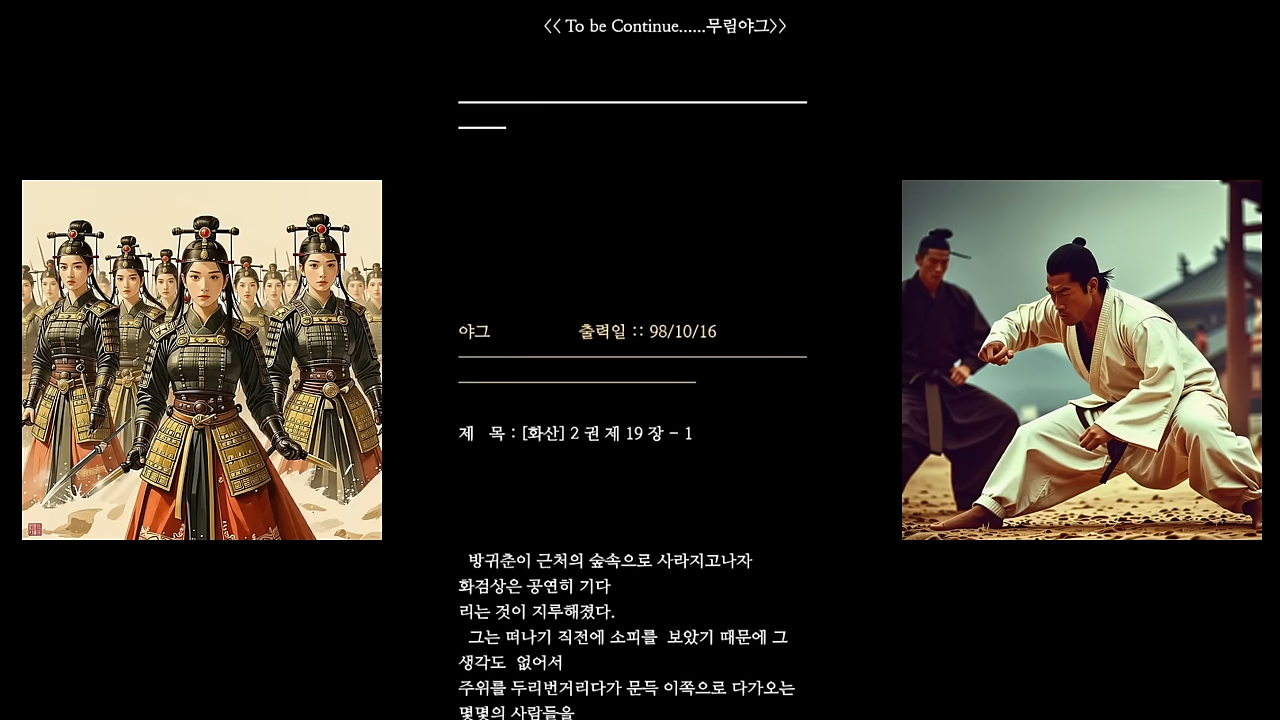 << To be Continue......무림야그>>
야그 출력일 :: 98/10/16
제 목 : [화산] 2 권 제 19 장 - 1
방귀춘이 근처의 숲속으로 사라지고나자
화검상은 공연히 기다
리는 것이 지루해졌다.
그는 떠나기 직전에 소피를 보았기 때문에 그
생각도 없어서
주위를 두리번거리다가 문득 이쪽으로 다가오는
몇몇의 사람들을